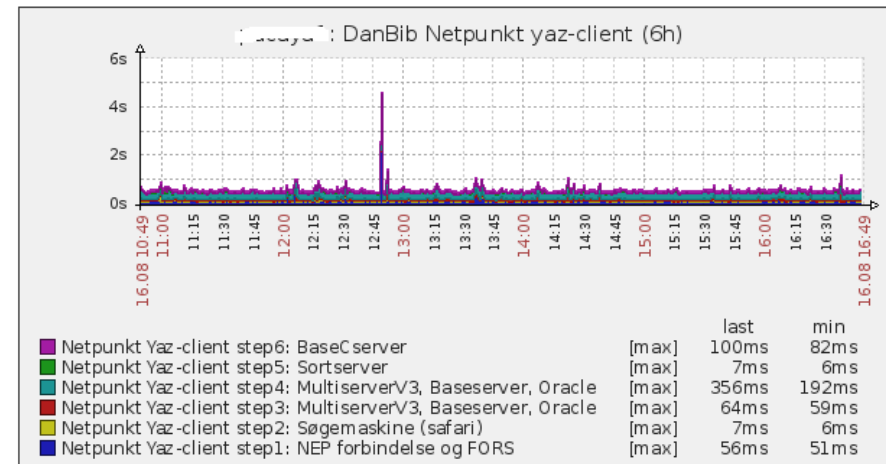 : DanBib Netpunkt yaz-client (6h)
6s
4s
2s
0s
16.08 10:49
11:00
11:15
11:30
11:45
12:00
12:15
12:30
12:45
13:00
13:15
13:30
13:45
14:00
14:15
14:30
14:45
15:00
15:15
15:30
15:45
16:00
16:15
16:30
16.08 16:49
last min
Netpunkt Yaz-client step6: BaseCserver [max] 100ms 82ms
Netpunkt Yaz-client step5: Sortserver [max] 7ms 6ms
Netpunkt Yaz-client step4: MultiserverV3, Baseserver, Oracle [max] 356ms 192ms
Netpunkt Yaz-client step3: MultiserverV3, Baseserver, Oracle [max] 64ms 59ms
Netpunkt Yaz-client step2: Søgemaskine (safari) [max] 7ms 6ms
Netpunkt Yaz-client step1: NEP forbindelse og FORS [max] 56ms 51ms